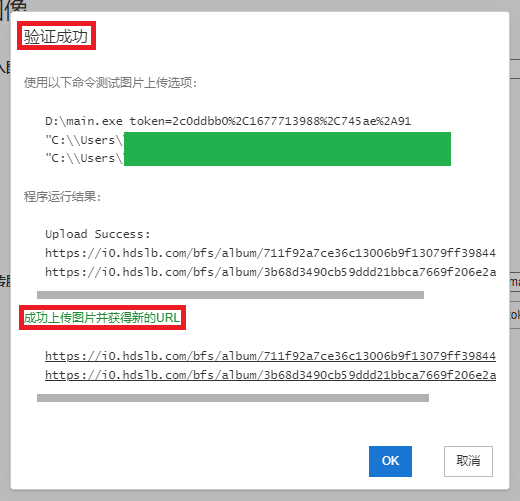 图像
验证成功
使用以下命令测试图片上传选项:
D:\main.exe token=2c0ddbb0%2C1677713988%2C745ae%2A91
"C:\\Users\
"C:\\Users\
程序运行结果:
Upload Success:
https://i0.hdslb.com/bfs/album/711f92a7ce36c13006b9f13079ff39844
https://i0.hdslb.com/bfs/album/3b68d3490cb59ddd21bbca7669f206e2a
成功上传图片并获得新的URL
https://i0.hdslb.com/bfs/album/711f92a7ce36c13006b9f13079ff39844
https://i0.hdslb.com/bfs/album/3b68d3490cb59ddd21bbca7669f206e2a
OK
取消